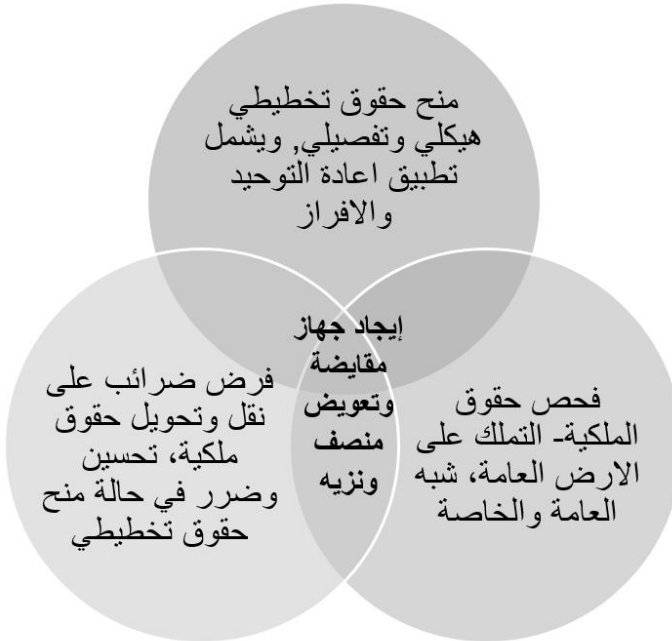 منح حقوق تخطيطي
هيكلي وتفصيلي, ويشمل
تطبيق اعادة التوحيد
والافراز
إيجاد جهاز
مقايضة
وتعويض
منصف
ونزيه
فرض ضرائب على
نقل وتحويل حقوق
ملكية، تحسين
وضرر في حالة منح
حقوق تخطيطي
فحص حقوق
الملكية- التملك على
الارض العامة، شبه
العامة والخاصة